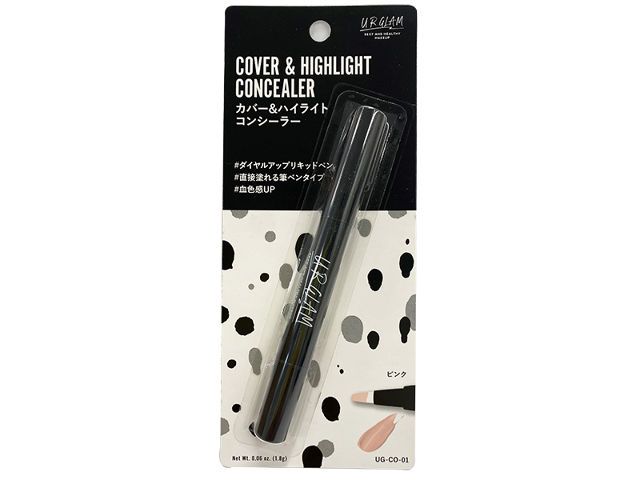 UR GLAM
BEST AND HEALTHY
MAKEUP
COVER & HIGHLIGHT
CONCEALER
カバー&ハイライト
コンシーラー
#ダイヤルアップリキッドペン
#直接塗れる筆ペンタイプ
#血色感UP
UR GLAM
ピンク
Net Wt. 0.06 oz. (1.8g)
UG-CO-01